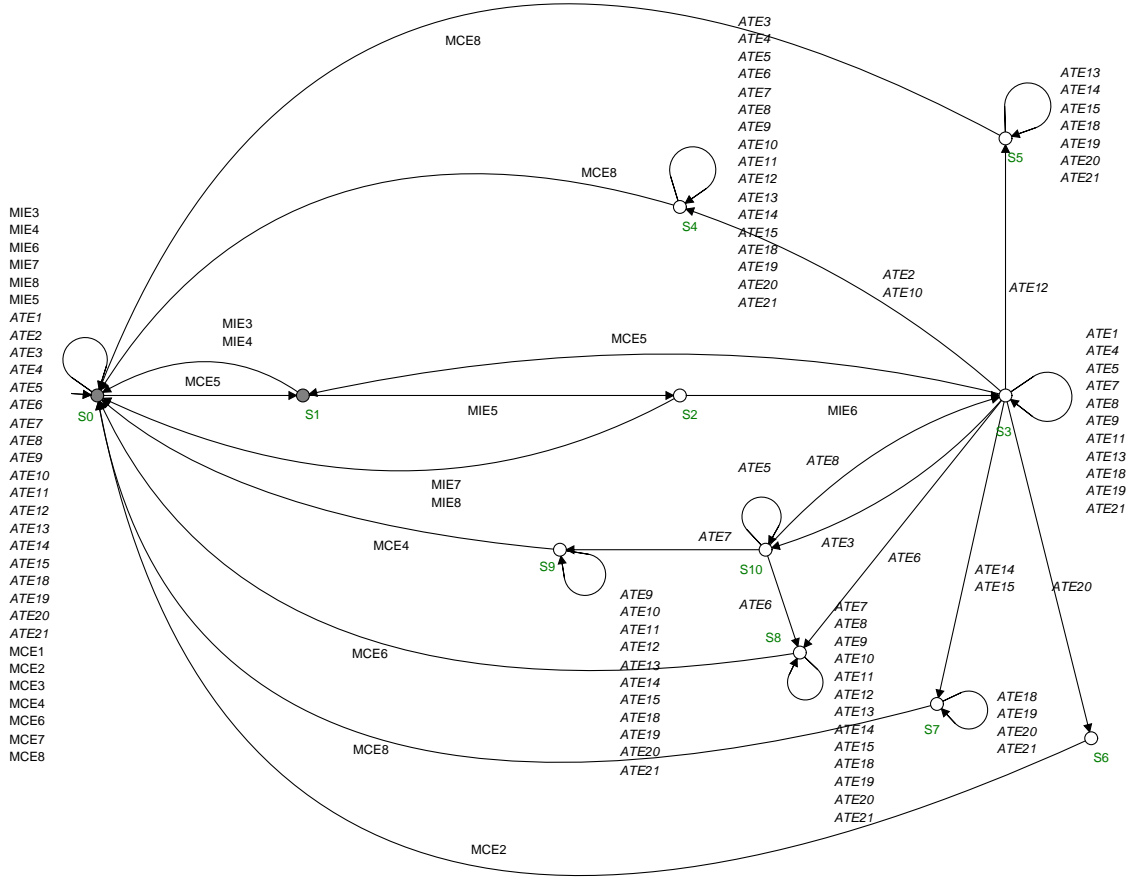 MCE8
ATE3
ATE4
ATE5
ATE6
ATE7
ATE8
ATE9
ATE10
ATE11
ATE12
ATE13
ATE14
ATE15
ATE18
ATE19
ATE20
ATE21
ATE13
ATE14
ATE15
ATE18
ATE19
ATE20
ATE21
S5
MCE8
S4
ATE2
ATE10
ATE12
MIE3
MIE4
MIE6
MIE7
MIE8
MIE5
ATE1
ATE2
ATE3
ATE4
ATE5
ATE6
ATE7
ATE8
ATE9
ATE10
ATE11
ATE12
ATE13
ATE14
ATE15
ATE18
ATE19
ATE20
ATE21
MCE1
MCE2
MCE3
MCE4
MCE6
MCE7
MCE8
MIE3
MIE4
MCE5
MCE5
S0
S1
MIE5
S2
MIE6
S3
ATE1
ATE4
ATE5
ATE7
ATE8
ATE9
ATE11
ATE13
ATE18
ATE19
ATE21
MIE7
MIE8
ATE5
ATE8
MCE4
S9
ATE7
S10
ATE3
ATE6
ATE14
ATE15
ATE20
ATE9
ATE10
ATE11
ATE12
ATE13
ATE14
ATE15
ATE18
ATE19
ATE20
ATE21
ATE6
S8
ATE7
ATE8
ATE9
ATE10
ATE11
ATE12
ATE13
ATE14
ATE15
ATE18
ATE19
ATE20
ATE21
MCE6
S7
ATE18
ATE19
ATE20
ATE21
S6
MCE8
MCE2